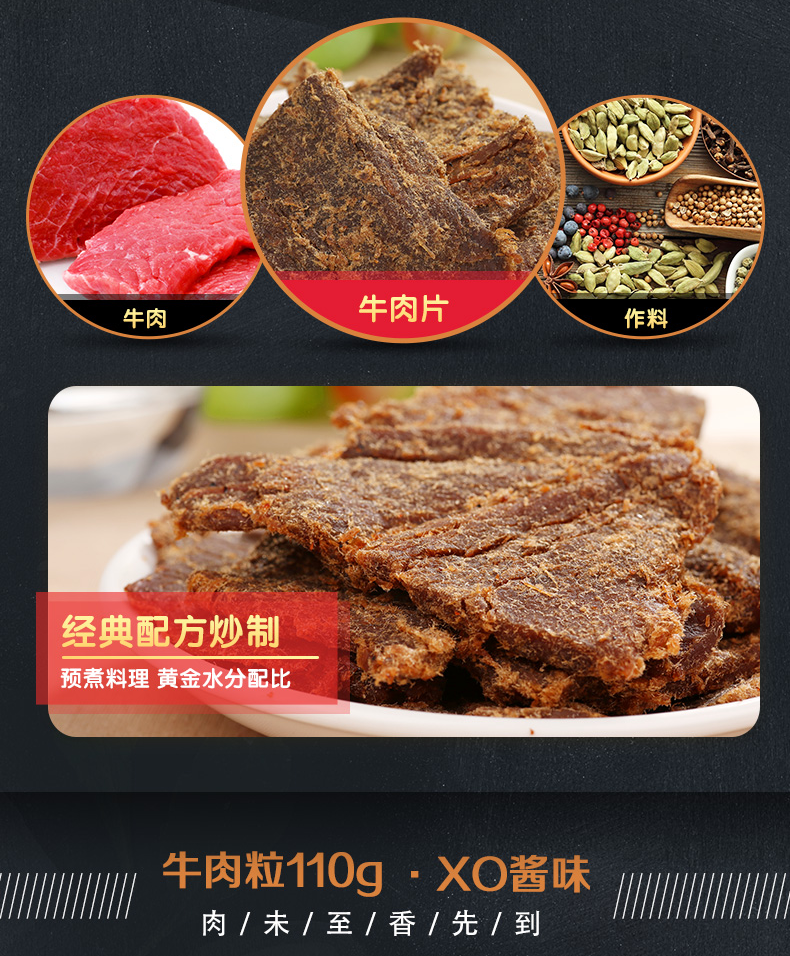 牛肉
牛肉片
作料
经典配方炒制
预煮料理 黄金水分配比
牛肉粒110g · XO酱味
肉/未/至/香/先/到